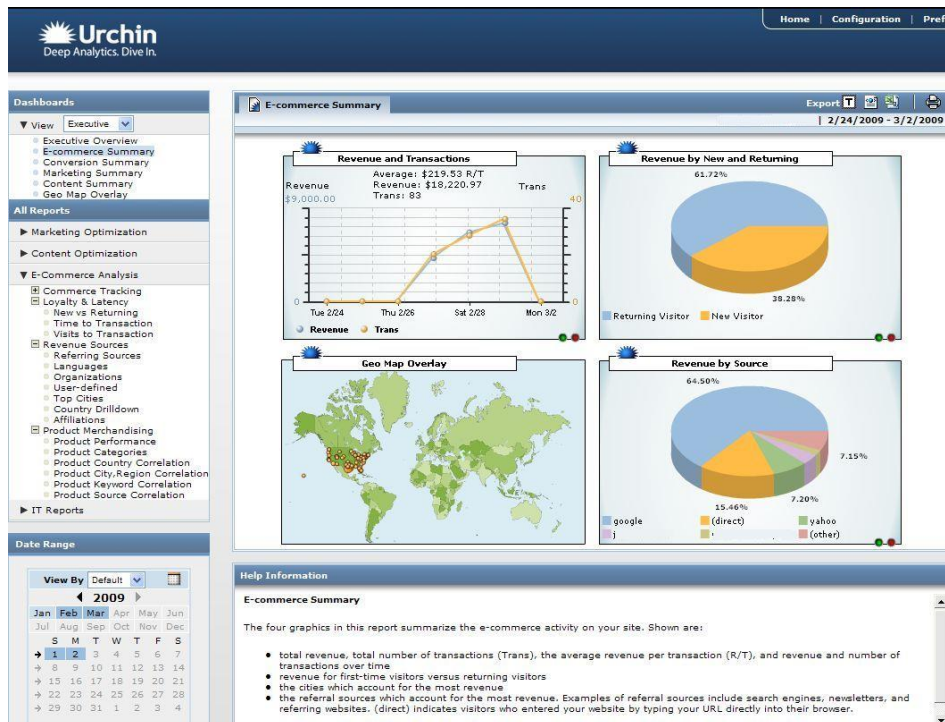 Urchin
Deep Analytics. Dive In.
Home | Configuration | Pref
Dashboards
View Executive
Executive Overview
E-commerce Summary
Conversion Summary
Marketing Summary
Content Summary
Geo Map Overlay
All Reports
Marketing Optimization
Content Optimization
E-Commerce Analysis
Commerce Tracking
Loyalty & Latency
New vs Returning
Time to Transaction
Visits to Transaction
Revenue Sources
Referring Sources
Languages
Organizations
User-defined
Top Cities
Country Drilldown
Affiliations
Product Merchandising
Product Performance
Product Categories
Product Country Correlation
Product City,Region Correlation
Product Keyword Correlation
Product Source Correlation
IT Reports
Date Range
View By Default
2009
Jan Feb Mar Apr May Jun
Jul Aug Sep Oct Nov Dec
S M T W T F S
1 2 3 4 5 6 7
8 9 10 11 12 13 14
15 16 17 18 19 20 21
22 23 24 25 26 27 28
29 30 31 1 2 3 4
E-commerce Summary
Export T
| 2/24/2009 - 3/2/2009
Revenue and Transactions
Average: $219.53 R/T
Revenue Revenue: $18,220.97 Trans
$9,000.00 Trans: 83 40
0 0
Tue 2/24 Thu 2/26 Sat 2/28 Mon 3/2
Revenue Trans
Revenue by New and Returning
61.72%
38.28%
Returning Visitor New Visitor
Geo Map Overlay
Revenue by Source
64.50%
7.15%
7.20%
15.46%
google (direct) yahoo
j (other)
Help Information
E-commerce Summary
The four graphics in this report summarize the e-commerce activity on your site. Shown are:
total revenue, total number of transactions (Trans), the average revenue per transaction (R/T), and revenue and number of
transactions over time
revenue for first-time visitors versus returning visitors
the cities which account for the most revenue
the referral sources which account for the most revenue. Examples of referral sources include search engines, newsletters, and
referring websites. (direct) indicates visitors who entered your website by typing your URL directly into their browser.